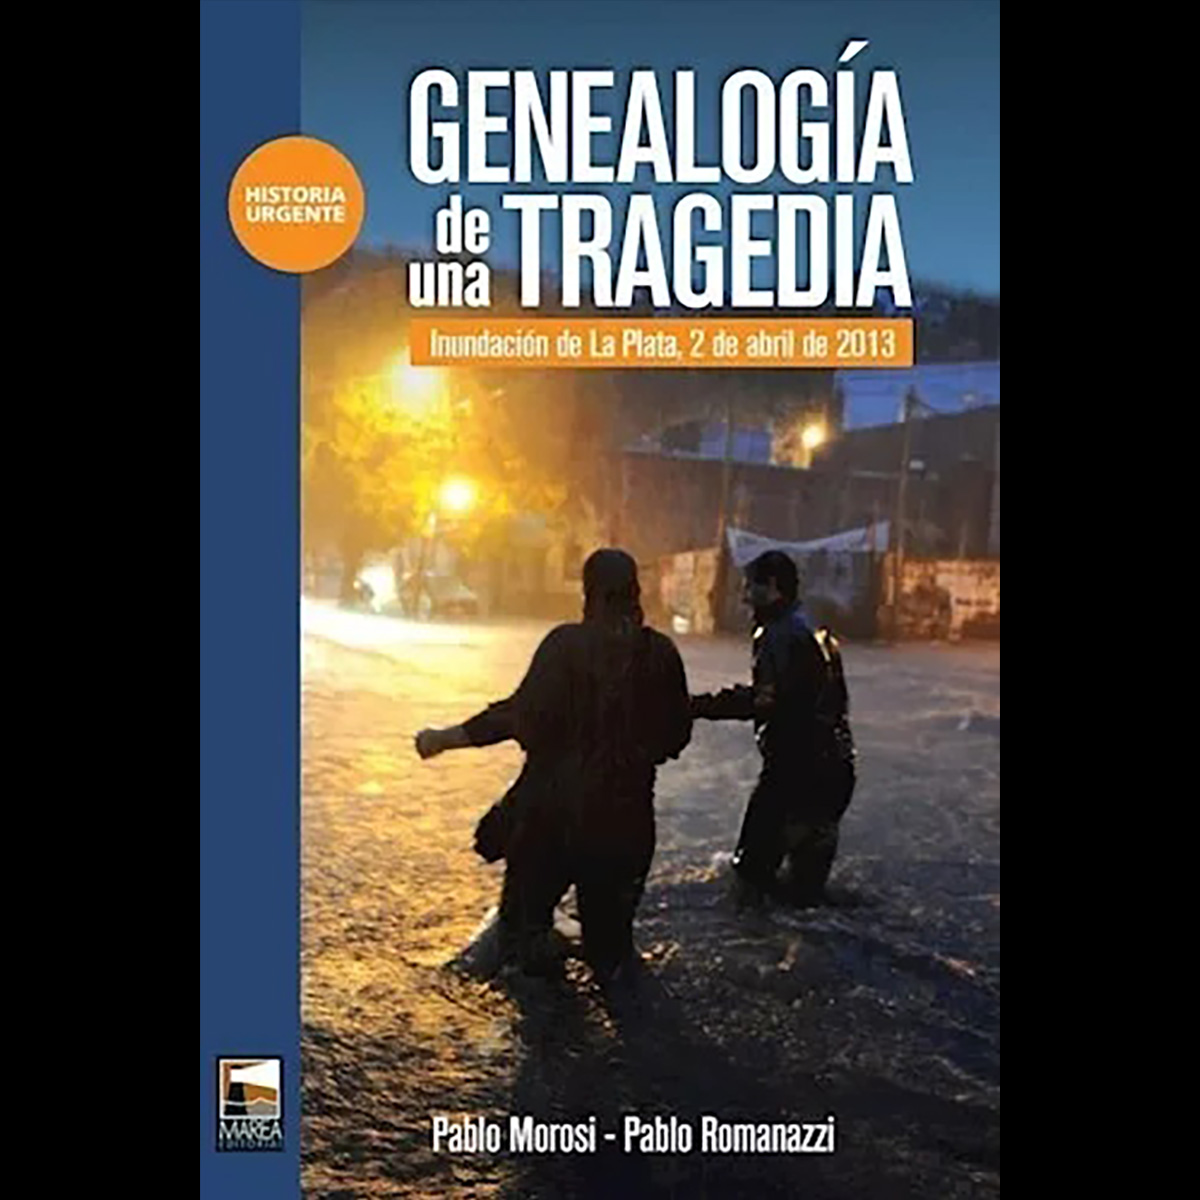 GENEALOGÍA
de una TRAGEDIA
Inundación de La Plata, 2 de abril de 2013
HISTORIA
URGENTE
Pablo Morosi - Pablo Romanazzi
MAREA
EDITORIAL